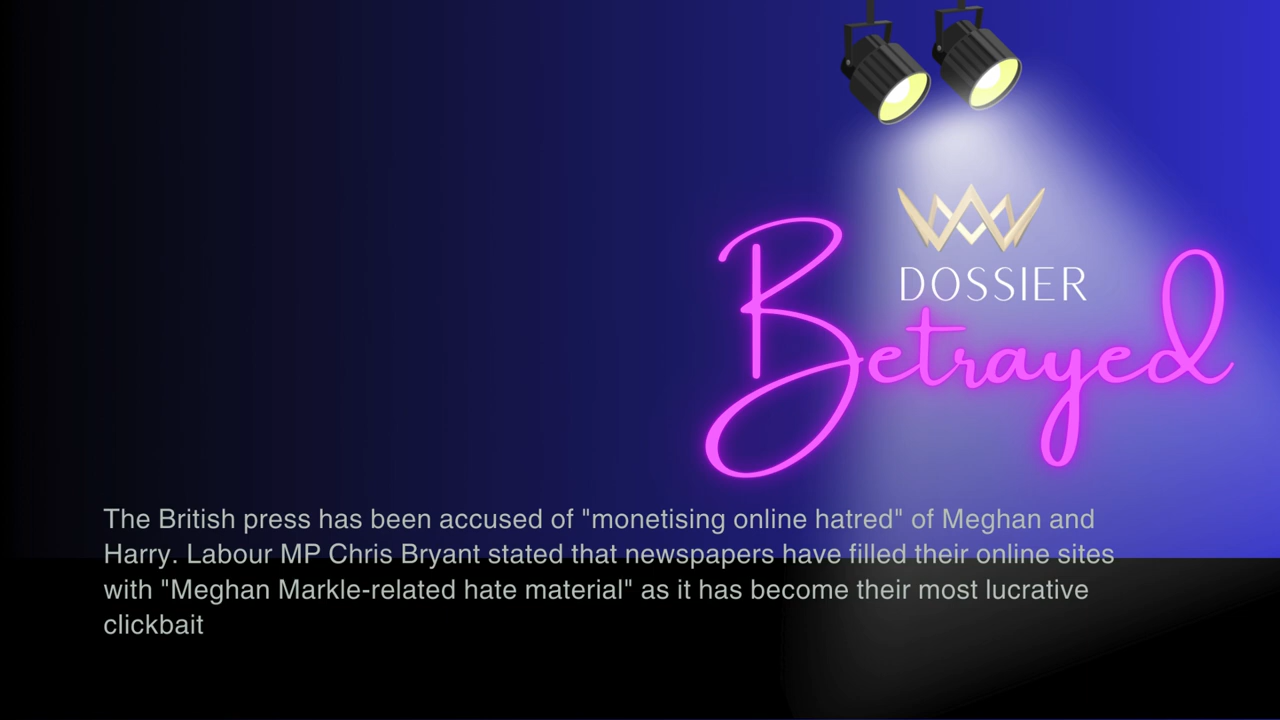 DOSSIER
Betrayed
The British press has been accused of "monetising online hatred" of Meghan and
Harry. Labour MP Chris Bryant stated that newspapers have filled their online sites
with "Meghan Markle-related hate material" as it has become their most lucrative
clickbait